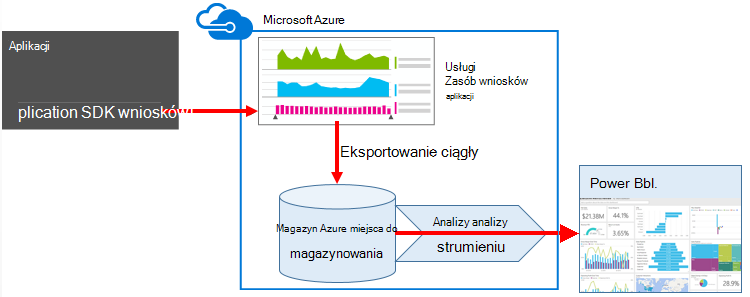 Microsoft Azure
Aplikacji
plication SDK wniosków
Usługi
Zasób wniosków
aplikacji
Eksportowanie ciągły
Magazyn Azure miejsca do
magazynowania
Analizy analizy
strumieniu
Power Bbl.
$21.38M
44.1%
3.65%
28.9%